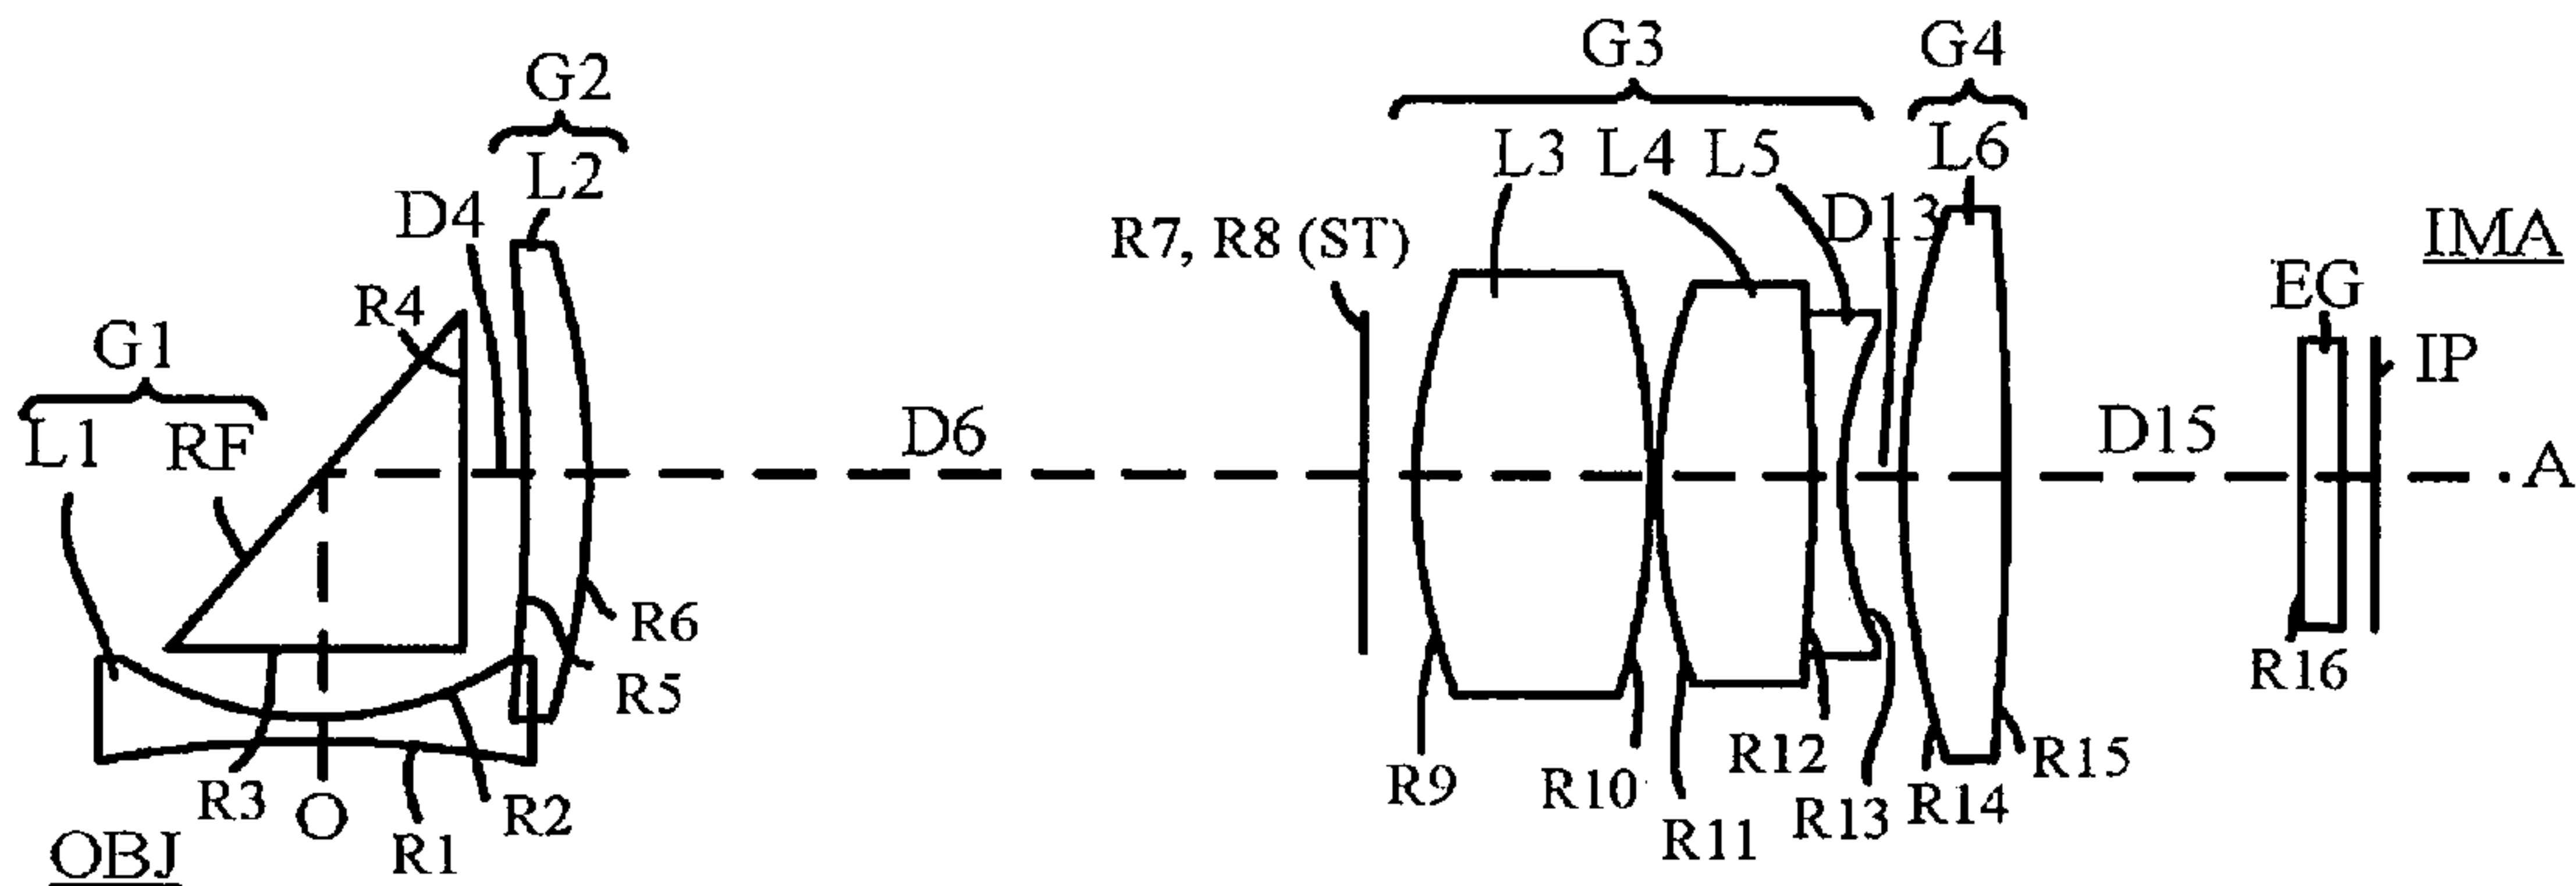 G3 G4
G2
L2 L3 L4 L5 L6
D4 D13
R7, R8 (ST) IMA
R4 EG
G1 IP
L1 RF D6 D15 A
R6
R5 R16
R3 O R2 R1 R9 R10 R11 R12 R13 R14 R15
OBJ